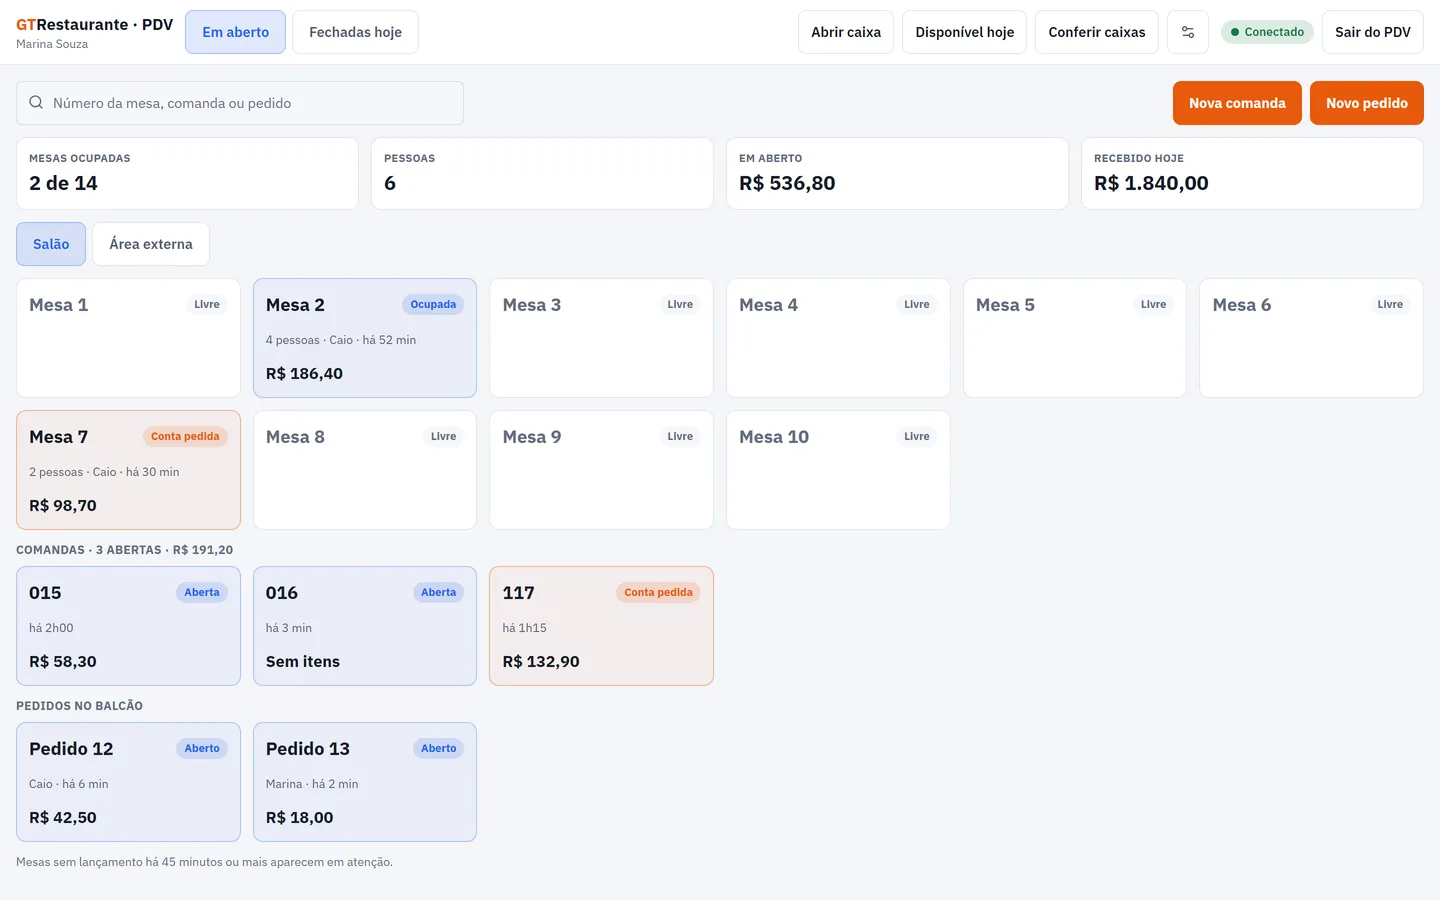 GTRestaurante · PDV
Marina Souza
Em aberto
Fechadas hoje
Abrir caixa
Disponível hoje
Conferir caixas
Conectado
Sair do PDV
Número da mesa, comanda ou pedido
Nova comanda
Novo pedido
MESAS OCUPADAS
2 de 14
PESSOAS
6
EM ABERTO
R$ 536,80
RECEBIDO HOJE
R$ 1.840,00
Salão
Área externa
Mesa 1
Livre
Mesa 2
Ocupada
4 pessoas · Caio · há 52 min
R$ 186,40
Mesa 3
Livre
Mesa 4
Livre
Mesa 5
Livre
Mesa 6
Livre
Mesa 7
Conta pedida
2 pessoas · Caio · há 30 min
R$ 98,70
Mesa 8
Livre
Mesa 9
Livre
Mesa 10
Livre
COMANDAS · 3 ABERTAS · R$ 191,20
015
Aberta
há 2h00
R$ 58,30
016
Aberta
há 3 min
Sem itens
117
Conta pedida
há 1h15
R$ 132,90
PEDIDOS NO BALCÃO
Pedido 12
Aberto
Caio · há 6 min
R$ 42,50
Pedido 13
Aberto
Marina · há 2 min
R$ 18,00
Mesas sem lançamento há 45 minutos ou mais aparecem em atenção.